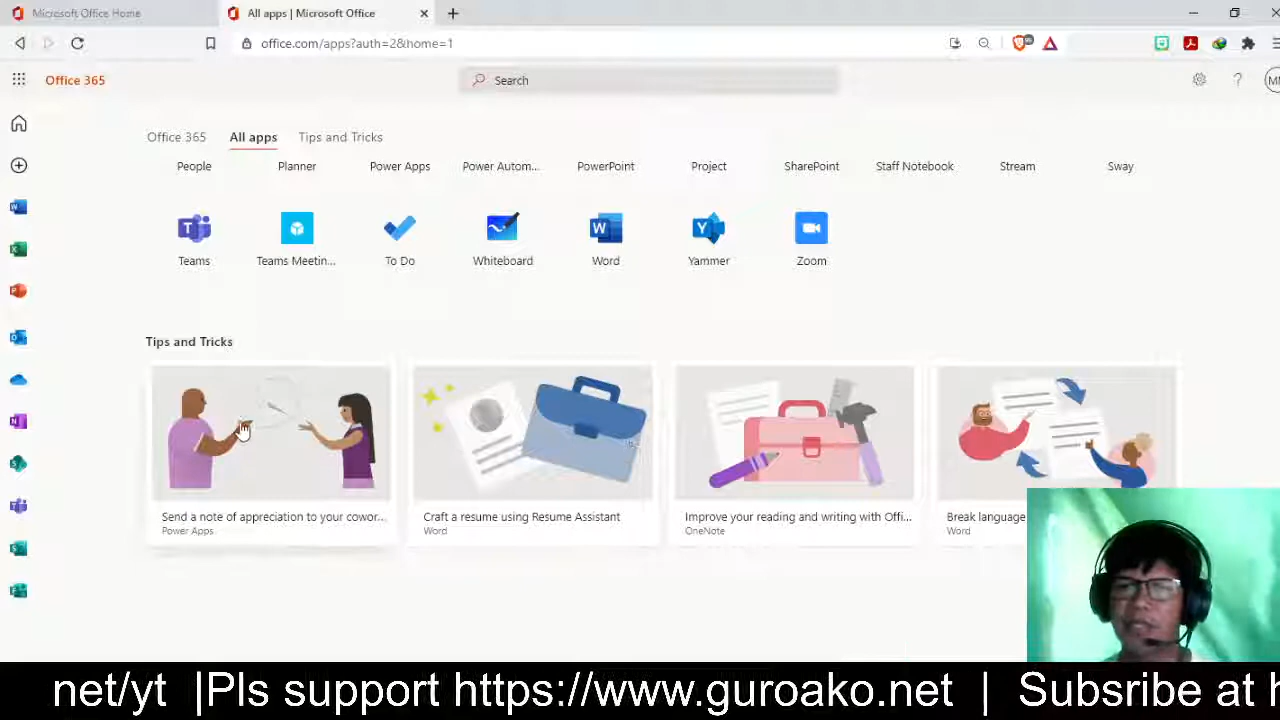 Microsoft Office Home
All apps | Microsoft Office
office.com/apps?auth=2&home=1
Office 365
Search
Office 365
All apps
Tips and Tricks
People
Planner
Power Apps
Power Autom...
PowerPoint
Project
SharePoint
Staff Notebook
Stream
Sway
Teams
Teams Meetin...
To Do
Whiteboard
Word
Yammer
Zoom
Tips and Tricks
Send a note of appreciation to your cowor...
Power Apps
Craft a resume using Resume Assistant
Word
Improve your reading and writing with Offi...
OneNote
Break language
Word
net/yt |Pls support https://www.guroako.net | Subsribe at h